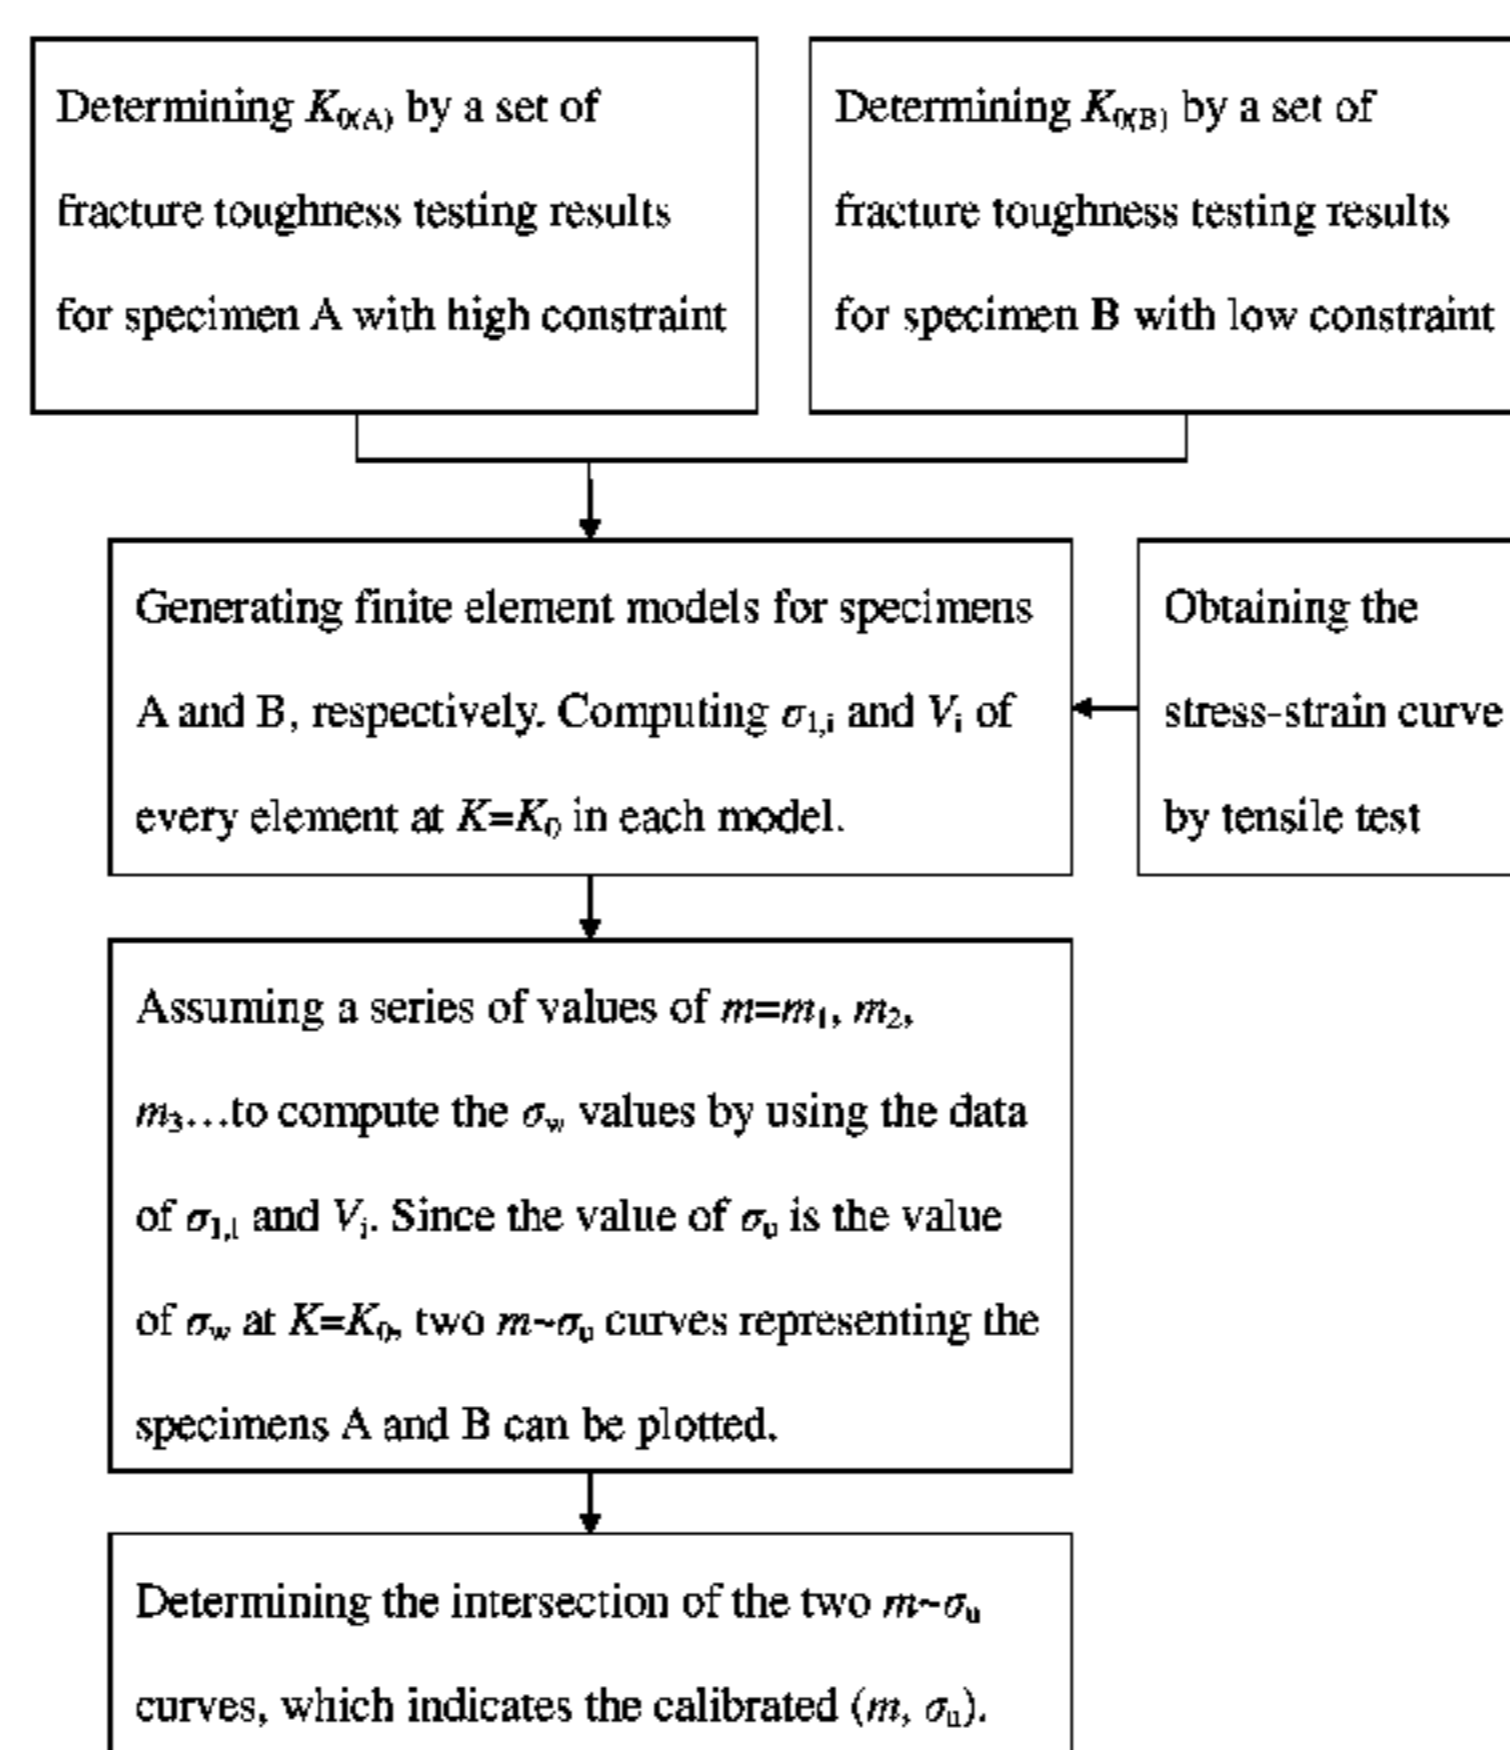 Determining K0(A) by a set of
fracture toughness testing results
for specimen A with high constraint
Determining K0(B) by a set of
fracture toughness testing results
for specimen B with low constraint
Generating finite element models for specimens
A and B, respectively. Computing σ1,i and Vi of
every element at K=K0 in each model.
Obtaining the
stress-strain curve
by tensile test
Assuming a series of values of m=m1, m2,
m3…to compute the σw values by using the data
of σ1,i and Vi. Since the value of σu is the value
of σw at K=K0, two m~σu curves representing the
specimens A and B can be plotted.
Determining the intersection of the two m~σu
curves, which indicates the calibrated (m, σu).